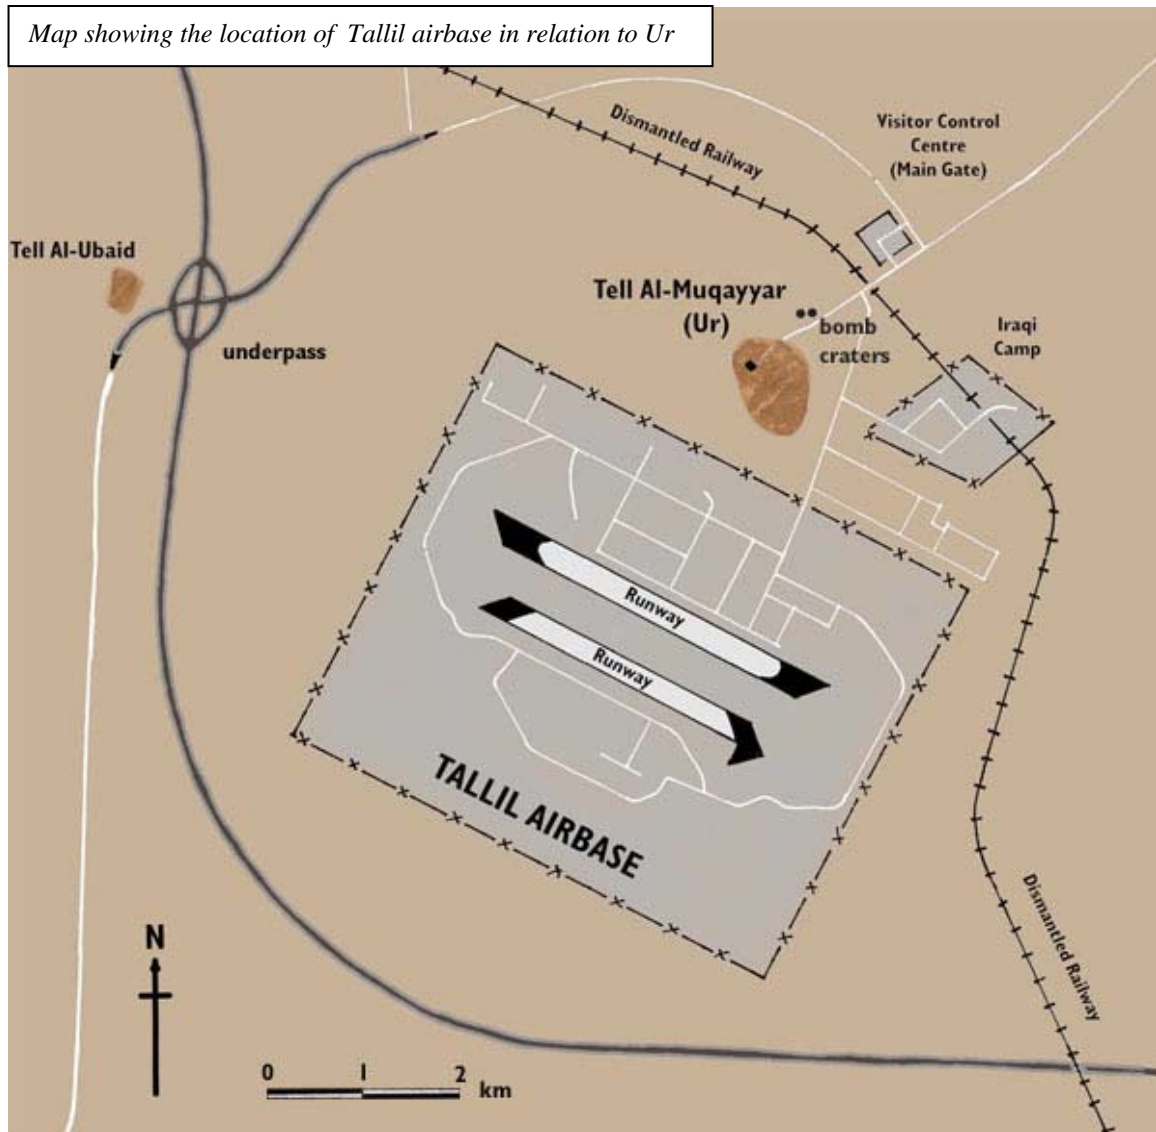 Map showing the location of Tallil airbase in relation to Ur
Dismantled Railway
Visitor Control
Centre
(Main Gate)
Tell Al-Ubaid
Tell Al-Muqayyar
(Ur)
bomb
craters
Iraqi
Camp
underpass
Runway
Runway
TALLIL AIRBASE
Dismantled Railway
N
0 1 2
km